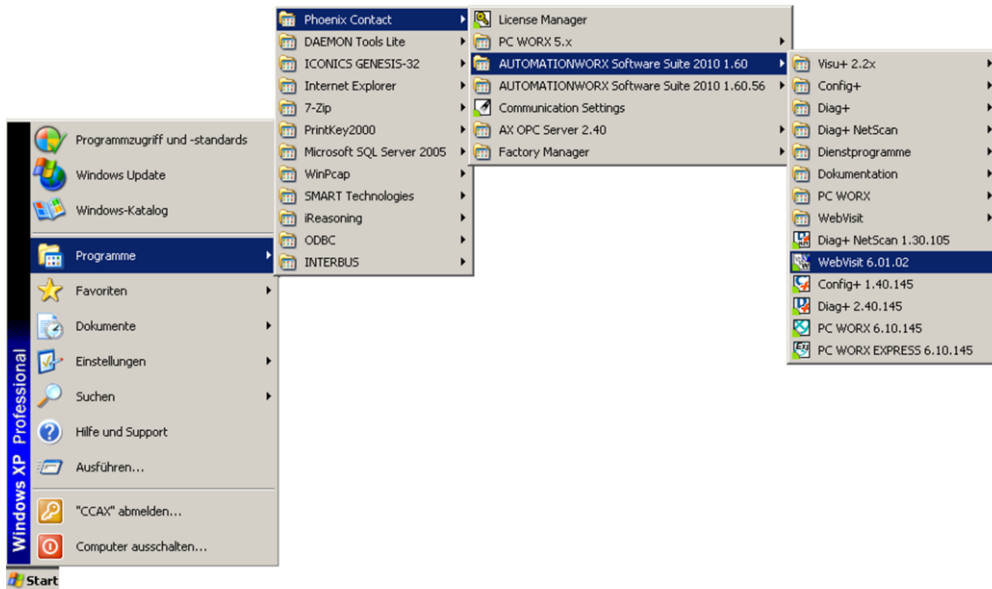 Phoenix Contact
DAEMON Tools Lite
ICONICS GENESIS-32
Internet Explorer
7-Zip
PrintKey2000
Microsoft SQL Server 2005
WinPcap
SMART Technologies
iReasoning
ODBC
INTERBUS
License Manager
PC WORX 5.x
AUTOMATIONWORX Software Suite 2010 1.60
AUTOMATIONWORX Software Suite 2010 1.60.56
Communication Settings
AX OPC Server 2.40
Factory Manager
Visu+ 2.2x
Config+
Diag+
Diag+ NetScan
Dienstprogramme
Dokumentation
PC WORX
WebVisit
Diag+ NetScan 1.30.105
WebVisit 6.01.02
Config+ 1.40.145
Diag+ 2.40.145
PC WORX 6.10.145
PC WORX EXPRESS 6.10.145
Programmzugriff und -standards
Windows Update
Windows-Katalog
Programme
Favoriten
Dokumente
Einstellungen
Suchen
Hilfe und Support
Ausführen...
"CCAX" abmelden...
Computer ausschalten...
Windows XP Professional
Start